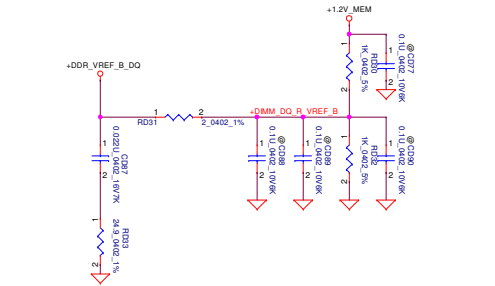 +1.2V_MEM
1
RD30
1K_0402_5%
2
1
@CD77
0.1U_0402_10V6K
2
+DDR_VREF_B_DQ
1
RD31
2
2_0402_1%
+DIMM_DQ_R_VREF_B
1
CD87
0.022U_0402_16V7K
2
1
@CD88
0.1U_0402_10V6K
2
1
@CD89
0.1U_0402_10V6K
2
1
RD32
1K_0402_5%
2
1
@CD90
0.1U_0402_10V6K
2
1
RD33
24.9_0402_1%
2